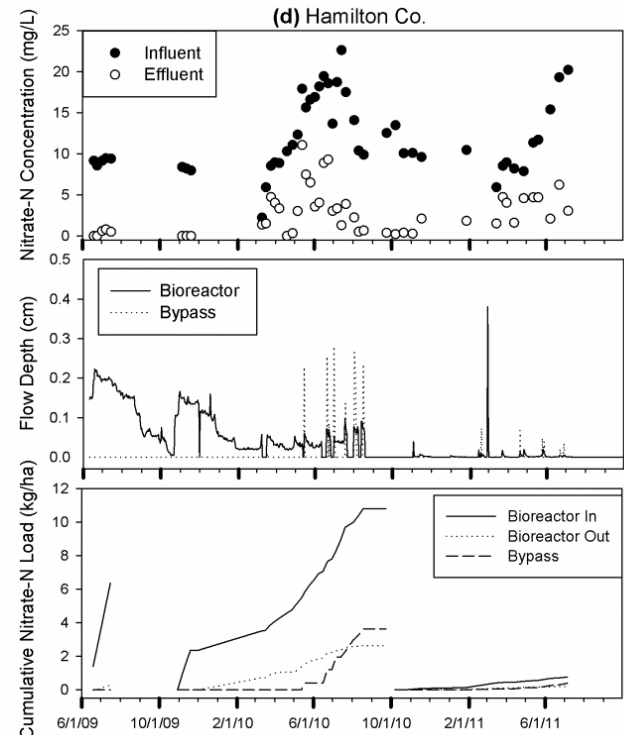 (d) Hamilton Co.
Nitrate-N Concentration (mg/L)
25
20
15
10
5
0
Influent
Effluent
Flow Depth (cm)
0.5
0.4
0.3
0.2
0.1
0.0
Bioreactor
Bypass
Cumulative Nitrate-N Load (kg/ha)
12
10
8
6
4
2
0
Bioreactor In
Bioreactor Out
Bypass
6/1/09 10/1/09 2/1/10 6/1/10 10/1/10 2/1/11 6/1/11